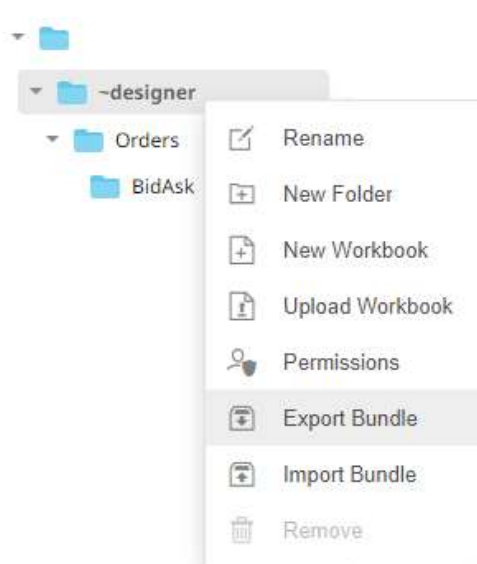 ~designer
Orders
BidAsk
Rename
New Folder
New Workbook
Upload Workbook
Permissions
Export Bundle
Import Bundle
Remove